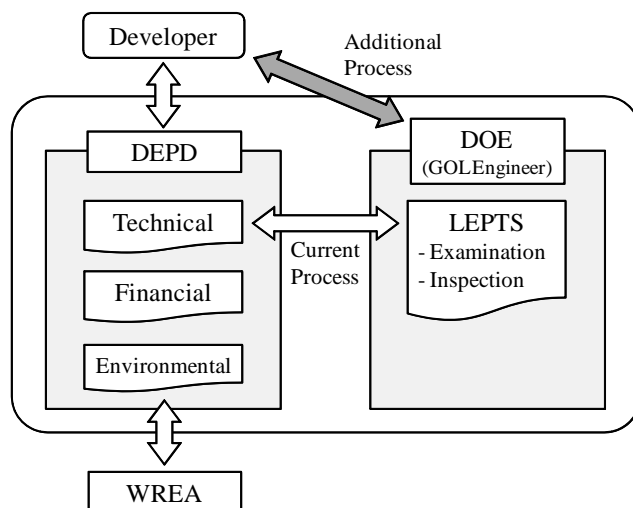 Developer
Additional
Process
DEPD
DOE
(GOLEngineer)
Technical
LEPTS
- Examination
- Inspection
Current
Process
Financial
Environmental
WREA